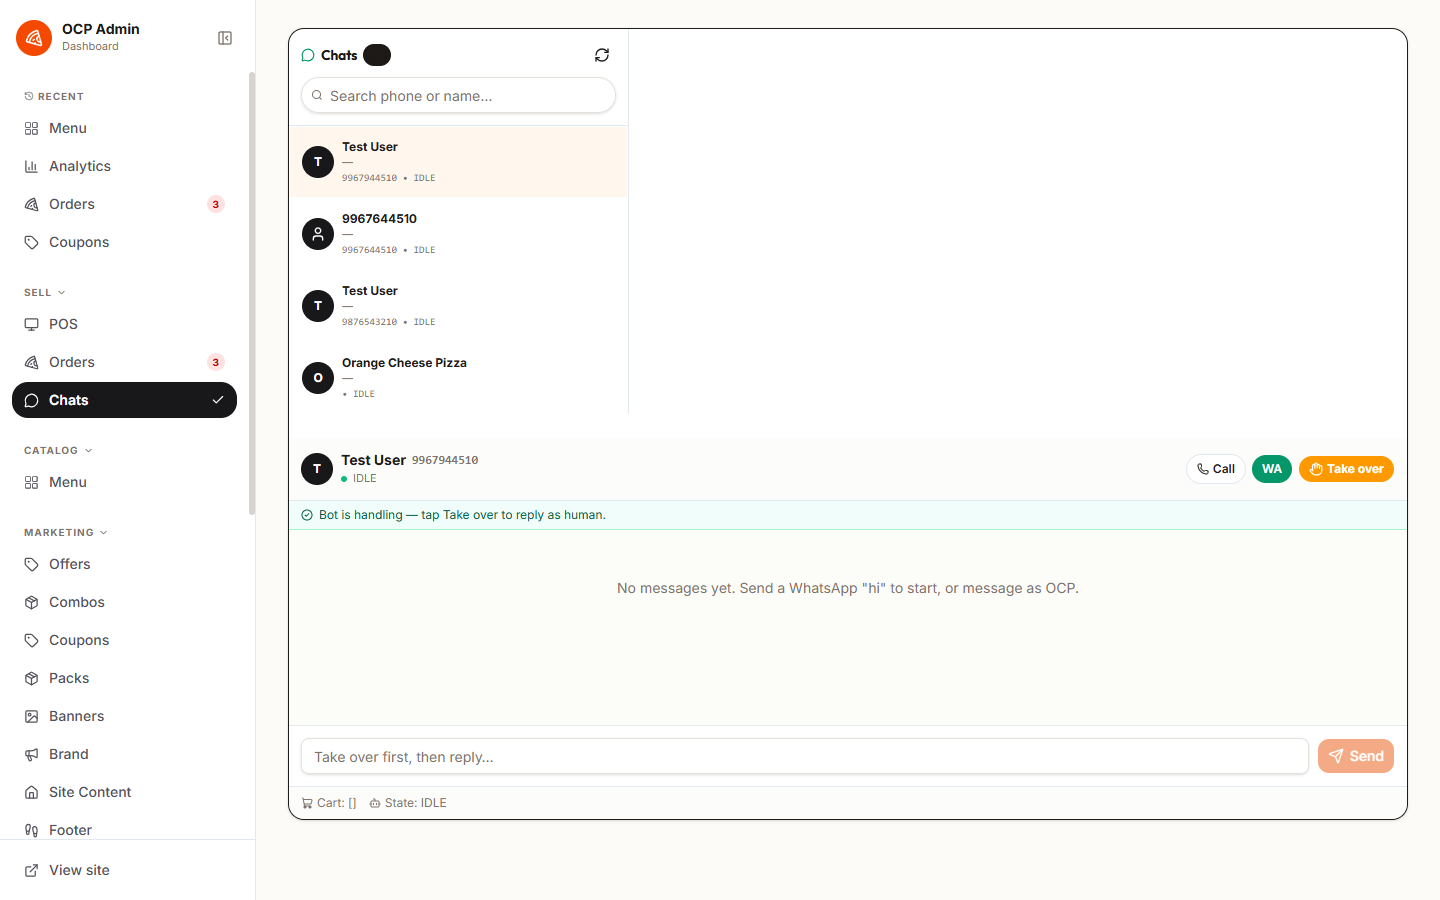 OCP Admin
Dashboard
RECENT
Menu
Analytics
Orders 3
Coupons
SELL
POS
Orders 3
Chats
CATALOG
Menu
MARKETING
Offers
Combos
Coupons
Packs
Banners
Brand
Site Content
Footer
View site
Chats
Search phone or name...
T Test User
—
9967944510 • IDLE
9967644510
—
9967644510 • IDLE
T Test User
—
9876543210 • IDLE
O Orange Cheese Pizza
—
• IDLE
T Test User 9967944510
IDLE
Call WA Take over
Bot is handling — tap Take over to reply as human.
No messages yet. Send a WhatsApp "hi" to start, or message as OCP.
Take over first, then reply... Send
Cart: [] State: IDLE